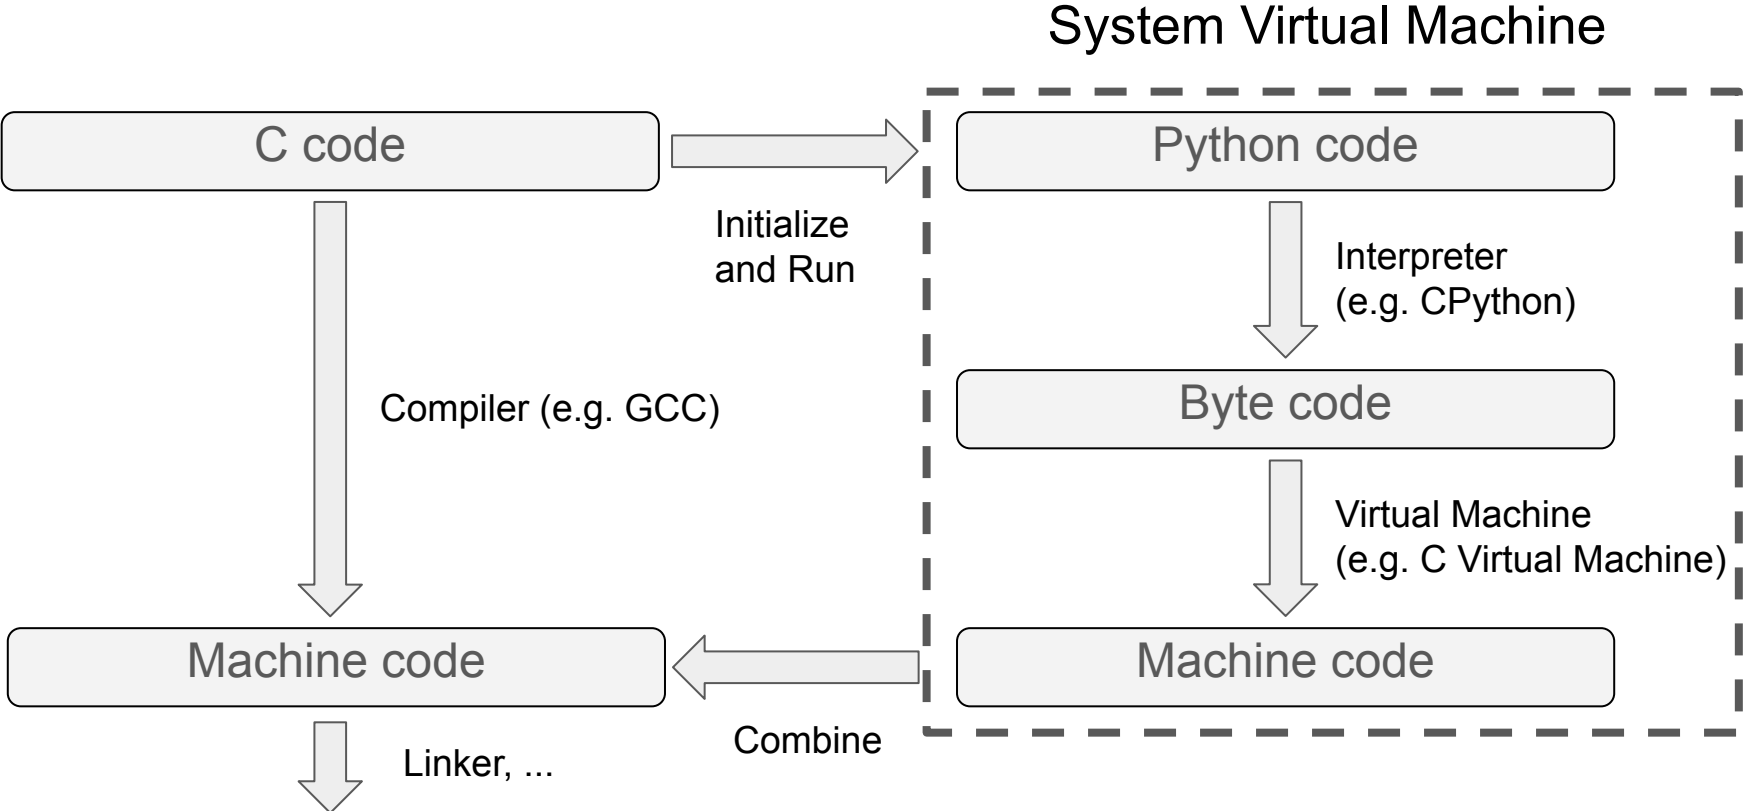 System Virtual Machine
C code
Python code
Initialize
and Run
Interpreter
(e.g. CPython)
Compiler (e.g. GCC)
Byte code
Virtual Machine
(e.g. C Virtual Machine)
Machine code
Machine code
Combine
Linker, ...